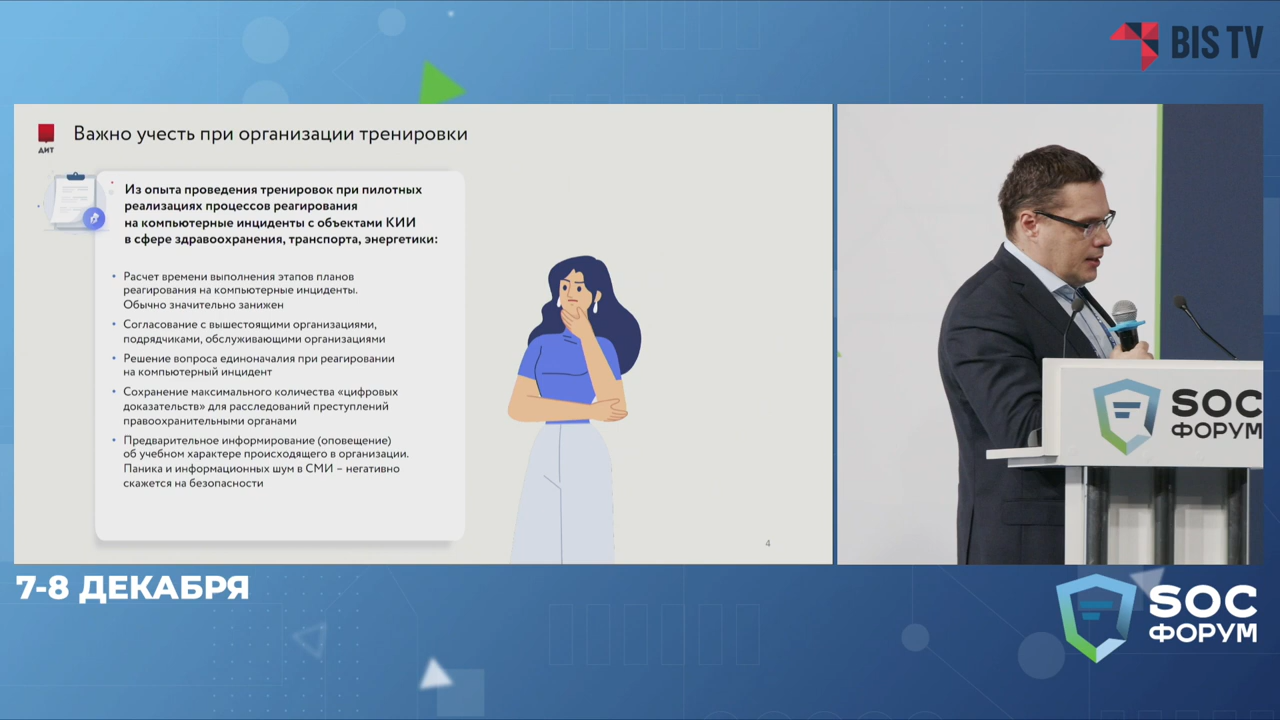 BIS TV
ДИТ
Важно учесть при организации тренировки
Из опыта проведения тренировок при пилотных
реализациях процессов реагирования
на компьютерные инциденты с объектами КИИ
в сфере здравоохранения, транспорта, энергетики:
• Расчет времени выполнения этапов планов
реагирования на компьютерные инциденты.
Обычно значительно занижен
• Согласование с вышестоящими организациями,
подрядчиками, обслуживающими организациями
• Решение вопроса единоначалия при реагировании
на компьютерный инцидент
• Сохранение максимального количества «цифровых
доказательств» для расследований преступлений
правоохранительными органами
• Предварительное информирование (оповещение)
об учебном характере происходящего в организации.
Паника и информационных шум в СМИ – негативно
скажется на безопасности
4
SOC
ФОРУМ
7-8 ДЕКАБРЯ
SOC
ФОРУМ